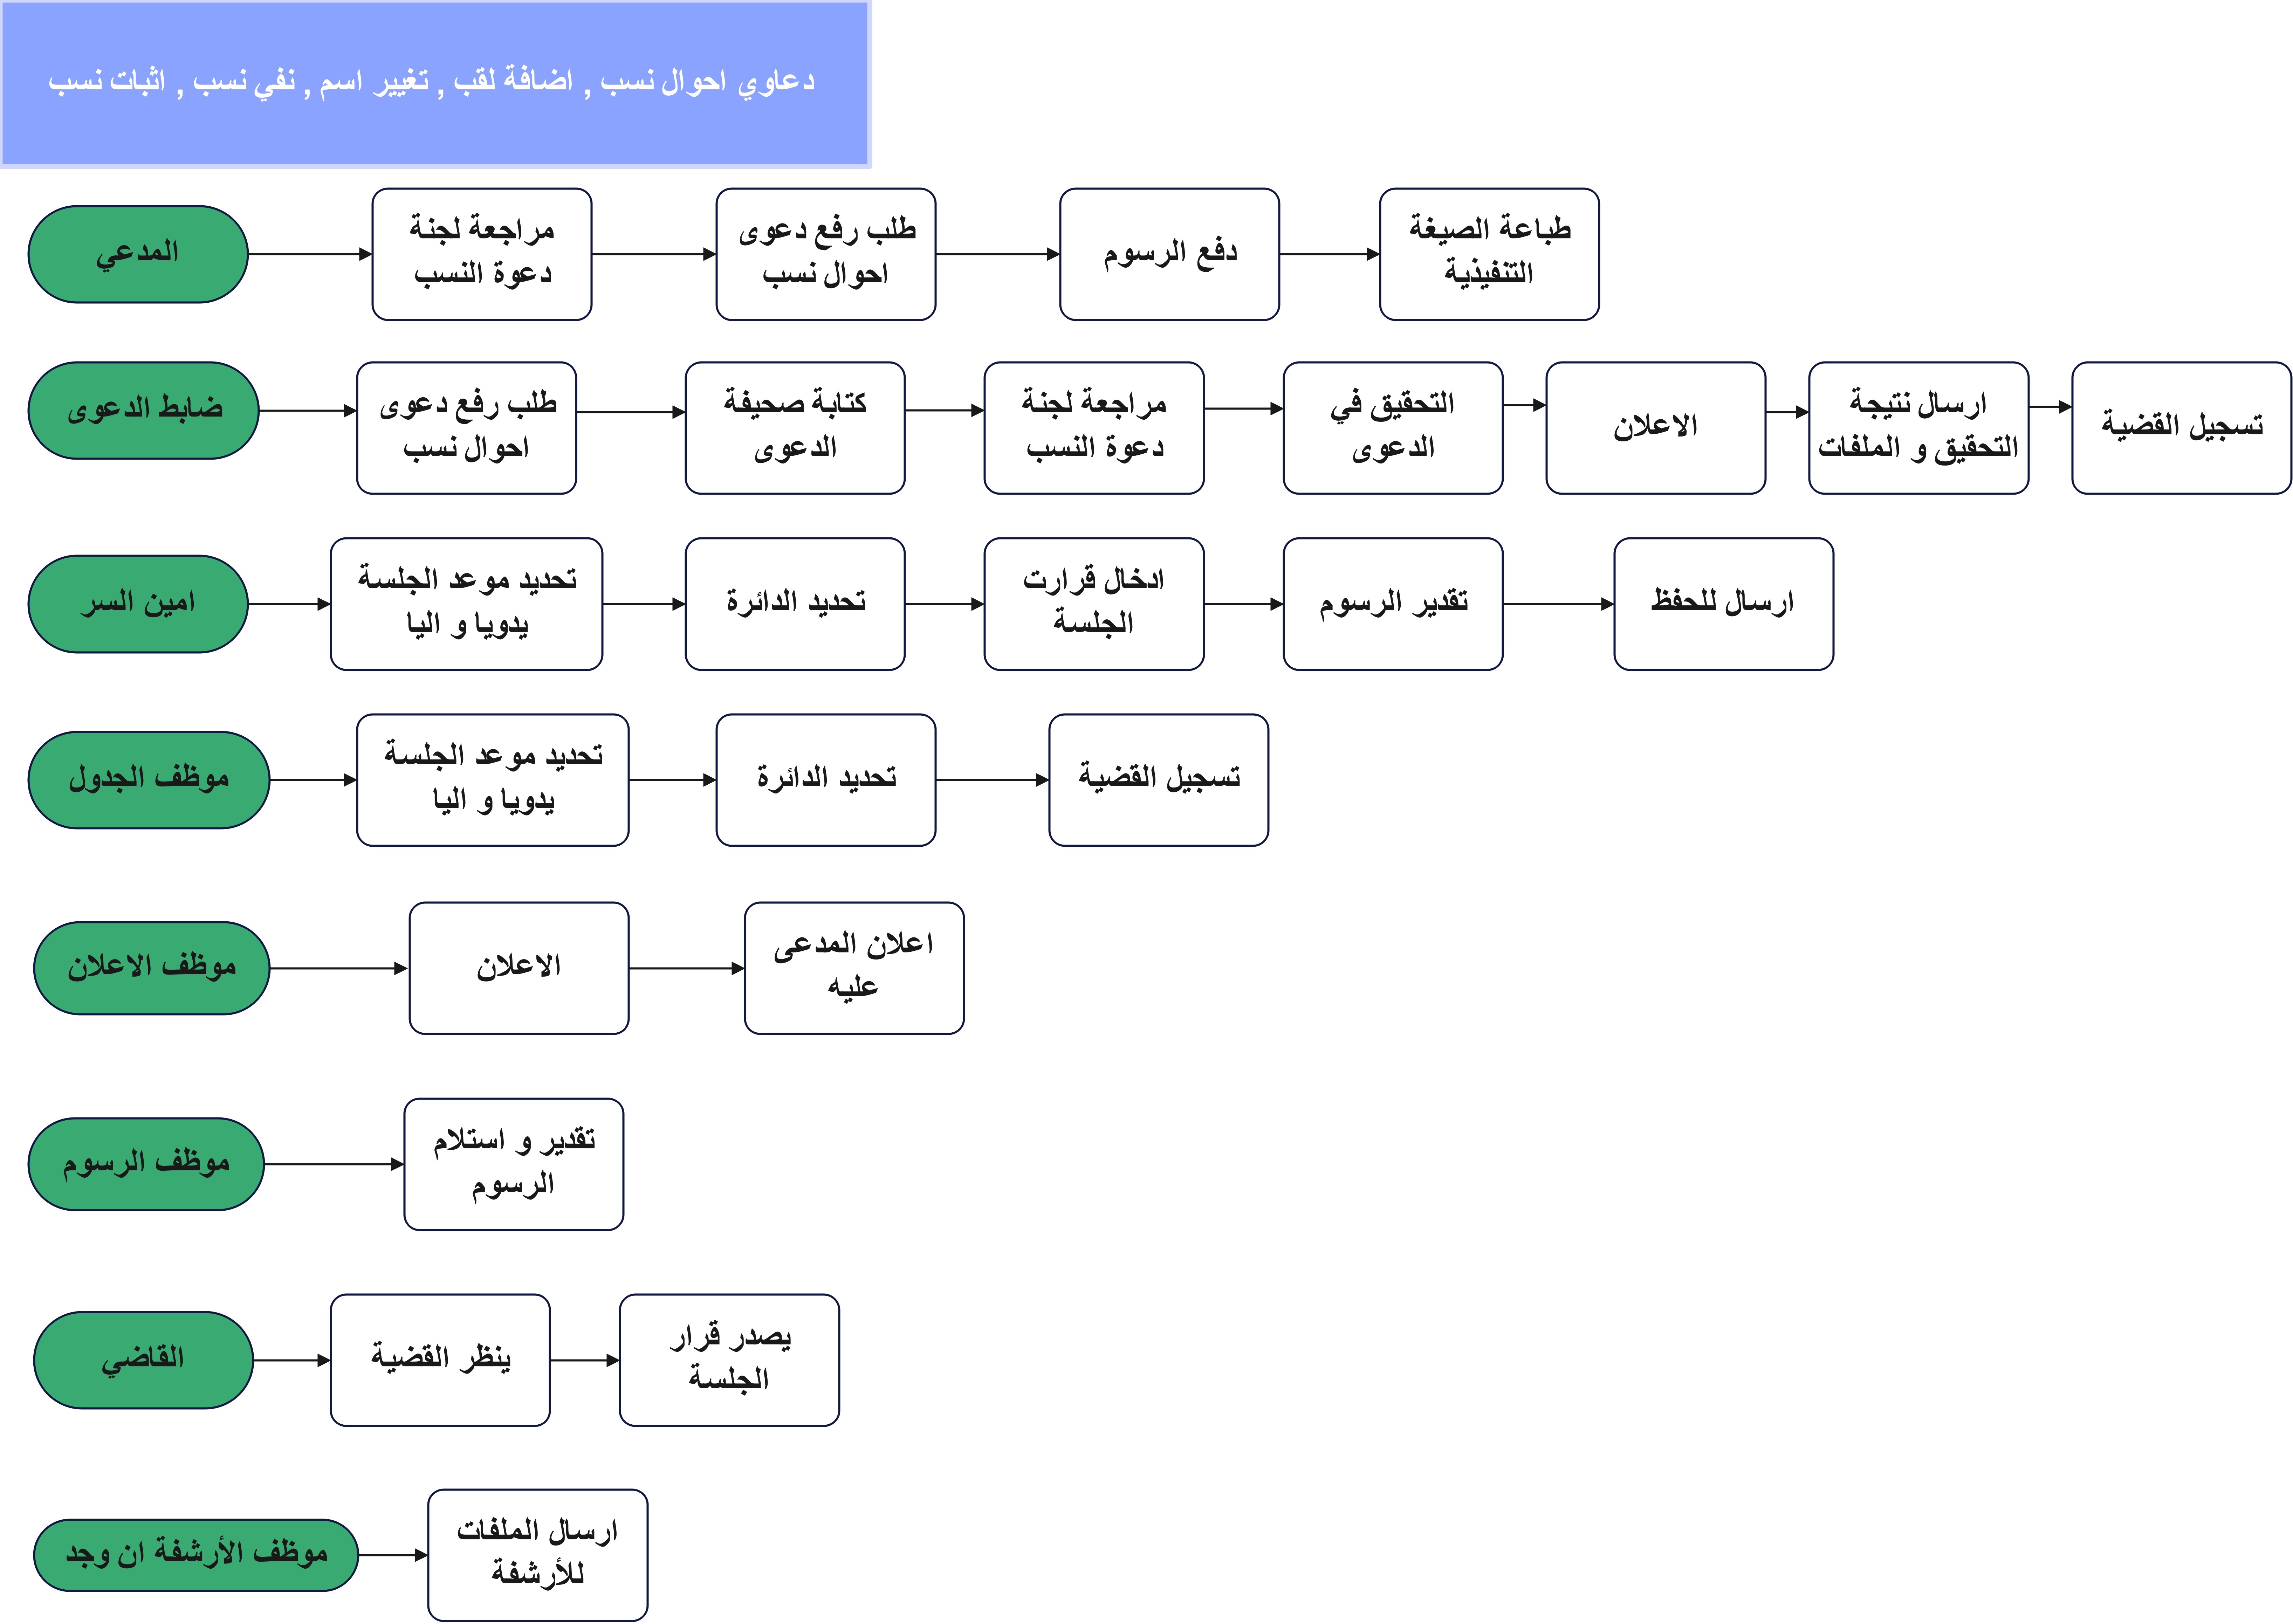 دعاوي احوال نسب , اضافة لقب , تغيير اسم , نفي نسب , اثبات نسب
المدعي
مراجعة لجنة
دعوة النسب
طلب رفع دعوى
احوال نسب
دفع الرسوم
طباعة الصيغة
التنفيذية
ضابط الدعوى
طلب رفع دعوى
احوال نسب
كتابة صحيفة
الدعوى
مراجعة لجنة
دعوة النسب
التحقيق في
الدعوى
الاعلان
ارسال نتيجة
التحقيق و الملفات
تسجيل القضية
امين السر
تحديد موعد الجلسة
يدويا و اليا
تحديد الدائرة
ادخال قرارت
الجلسة
تقدير الرسوم
ارسال للحفظ
موظف الجدول
تحديد موعد الجلسة
يدويا و اليا
تحديد الدائرة
تسجيل القضية
موظف الاعلان
الاعلان
اعلان المدعى
عليه
موظف الرسوم
تقدير و استلام
الرسوم
القاضي
ينظر القضية
يصدر قرار
الجلسة
موظف الأرشفة ان وجد
ارسال الملفات
للأرشفة